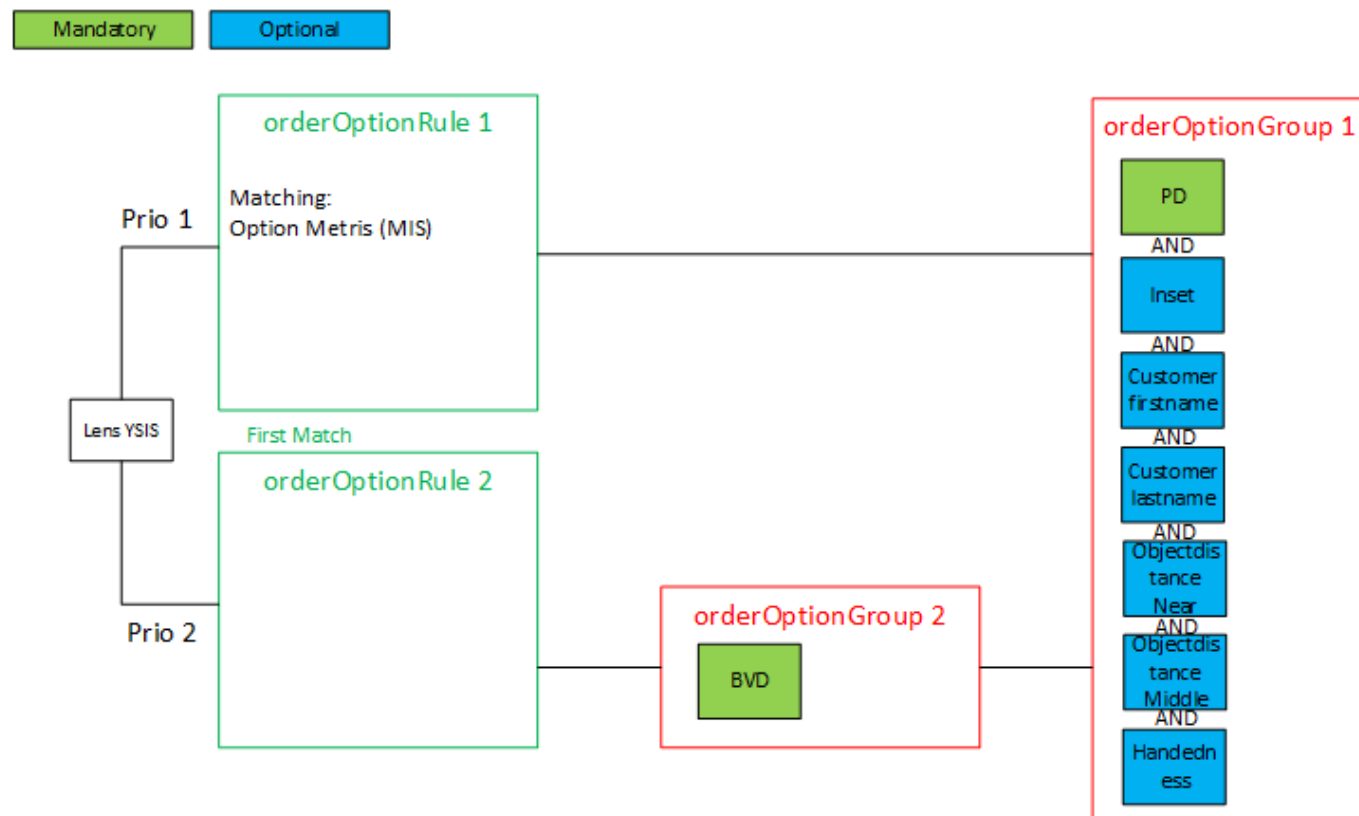 Mandatory
Optional
orderOptionRule 1
Matching:
Option Metris (MIS)
Prio 1
Lens YSIS
First Match
orderOptionRule 2
Prio 2
orderOptionGroup 2
BVD
orderOptionGroup 1
PD
AND
Inset
AND
Customer
firstname
AND
Customer
lastname
AND
Objectdis
tance
Near
AND
Objectdis
tance
Middle
AND
Handedn
ess